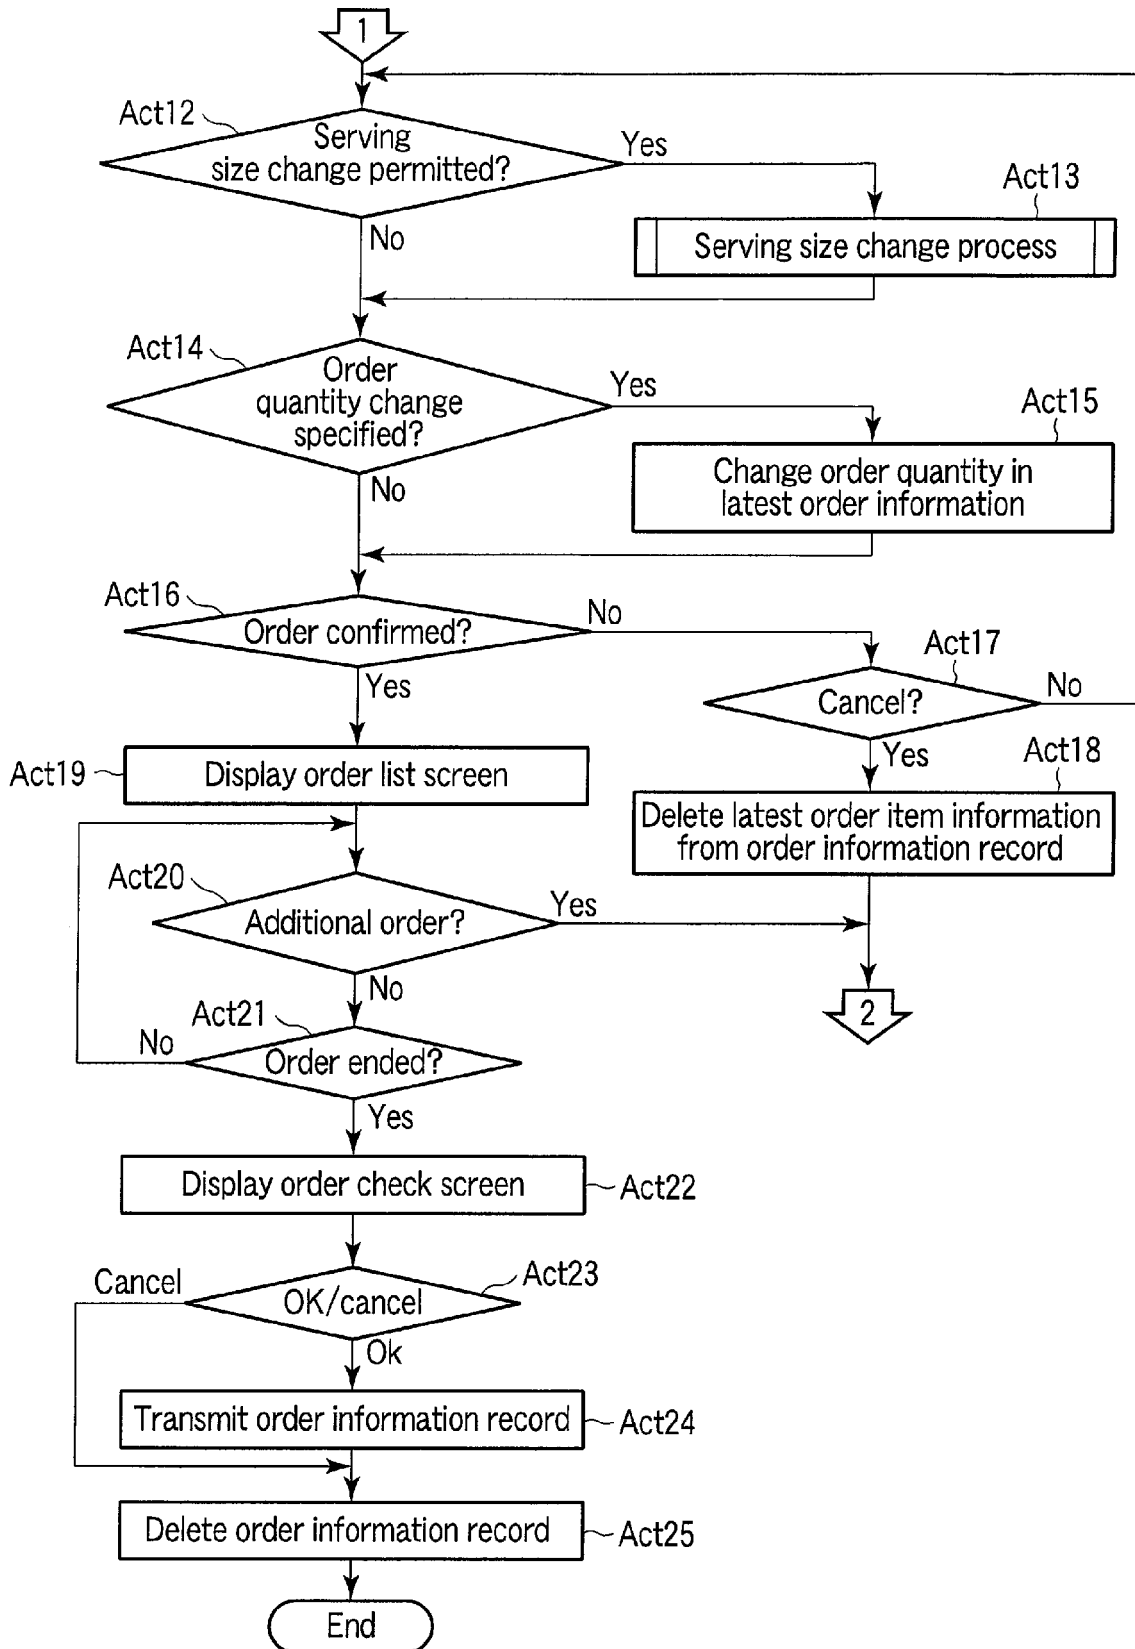 1
Act12
Serving
size change permitted?
Yes
Act13
No
Serving size change process
Act14
Order
quantity change
specified?
Yes
Act15
No
Change order quantity in
latest order information
Act16
Order confirmed?
No
Act17
Yes
Cancel?
No
Act19
Display order list screen
Yes
Act18
Delete latest order item information
from order information record
Act20
Additional order?
Yes
No
2
Act21
No
Order ended?
Yes
Display order check screen
Act22
Cancel
OK/cancel
Act23
Ok
Transmit order information record
Act24
Delete order information record
Act25
End